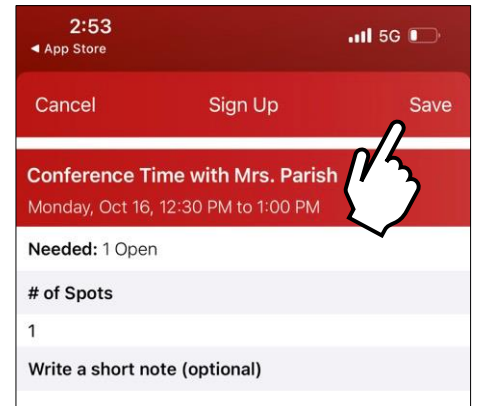 2:53
5G
◄ App Store
Cancel Sign Up Save
Conference Time with Mrs. Parish
Monday, Oct 16, 12:30 PM to 1:00 PM
Needed: 1 Open
# of Spots
1
Write a short note (optional)